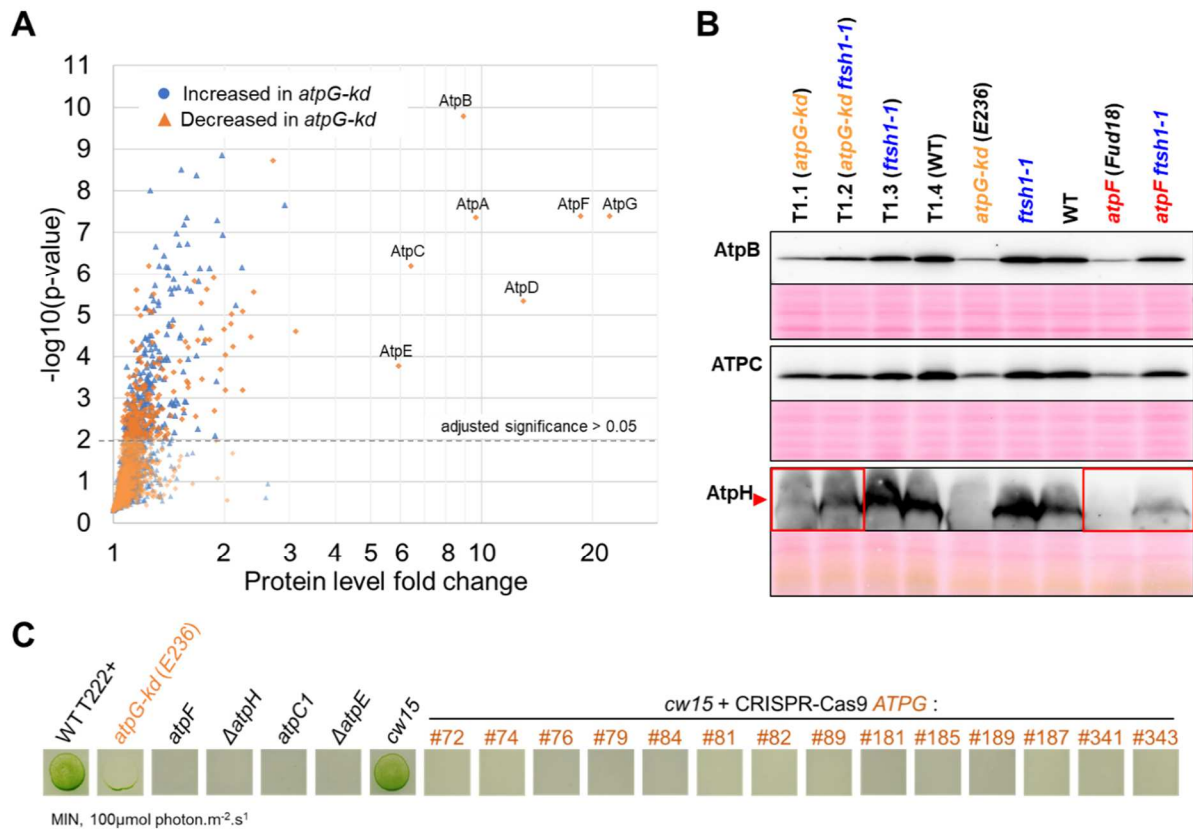 A
11
10
9
8
7
6
5
4
3
2
1
0
-log10(p-value)
Increased in atpG-kd
Decreased in atpG-kd
AtpB
AtpA
AtpF
AtpG
AtpC
AtpD
AtpE
adjusted significance > 0.05
1 2 3 4 5 6 8 10 20
Protein level fold change
B
T1.1 (atpG-kd)
T1.2 (atpG-kd ftsh1-1)
T1.3 (ftsh1-1)
T1.4 (WT)
atpG-kd (E236)
ftsh1-1
WT
atpF (Fud18)
atpF ftsh1-1
AtpB
ATPC
AtpH
C
WT T222+
atpG-kd (E236)
atpF
ΔatpH
atpC1
ΔatpE
cw15
cw15 + CRISPR-Cas9 ATPG :
#72 #74 #76 #79 #84 #81 #82 #89 #181 #185 #189 #187 #341 #343
MIN, 100µmol photon.m-2.s1